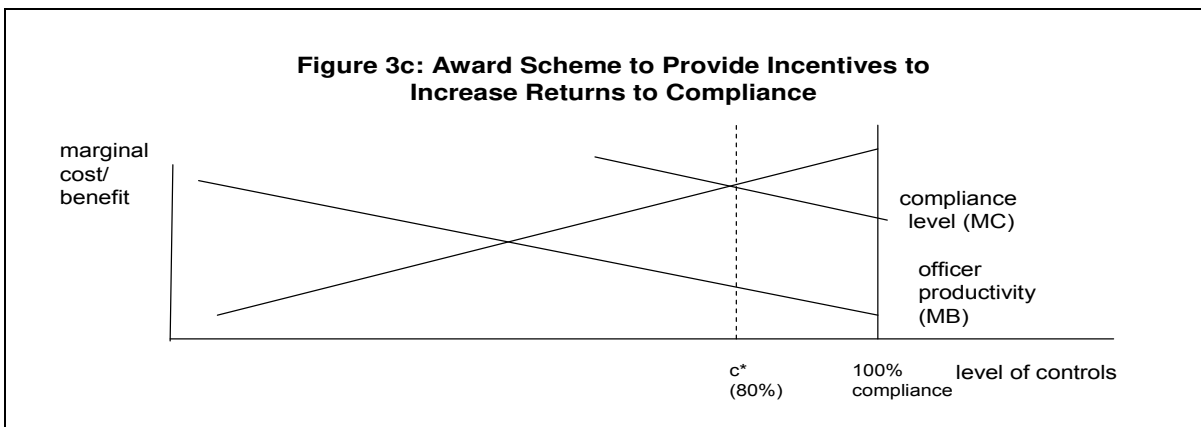 Figure 3c: Award Scheme to Provide Incentives to
Increase Returns to Compliance
marginal
cost/
benefit
compliance
level (MC)
officer
productivity
(MB)
c*
(80%)
100%
compliance
level of controls